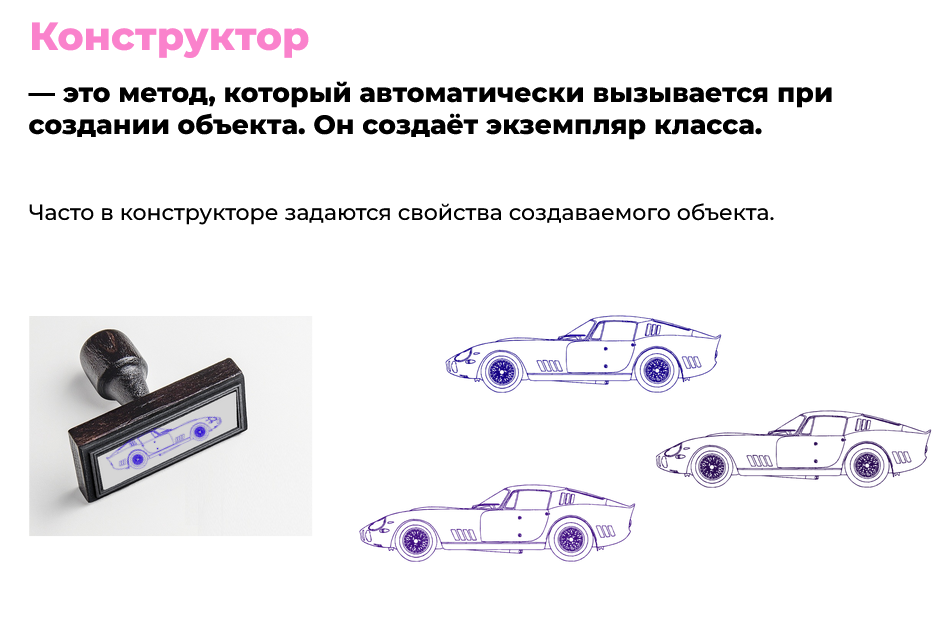 Конструктор
— это метод, который автоматически вызывается при
создании объекта. Он создаёт экземпляр класса.
Часто в конструкторе задаются свойства создаваемого объекта.